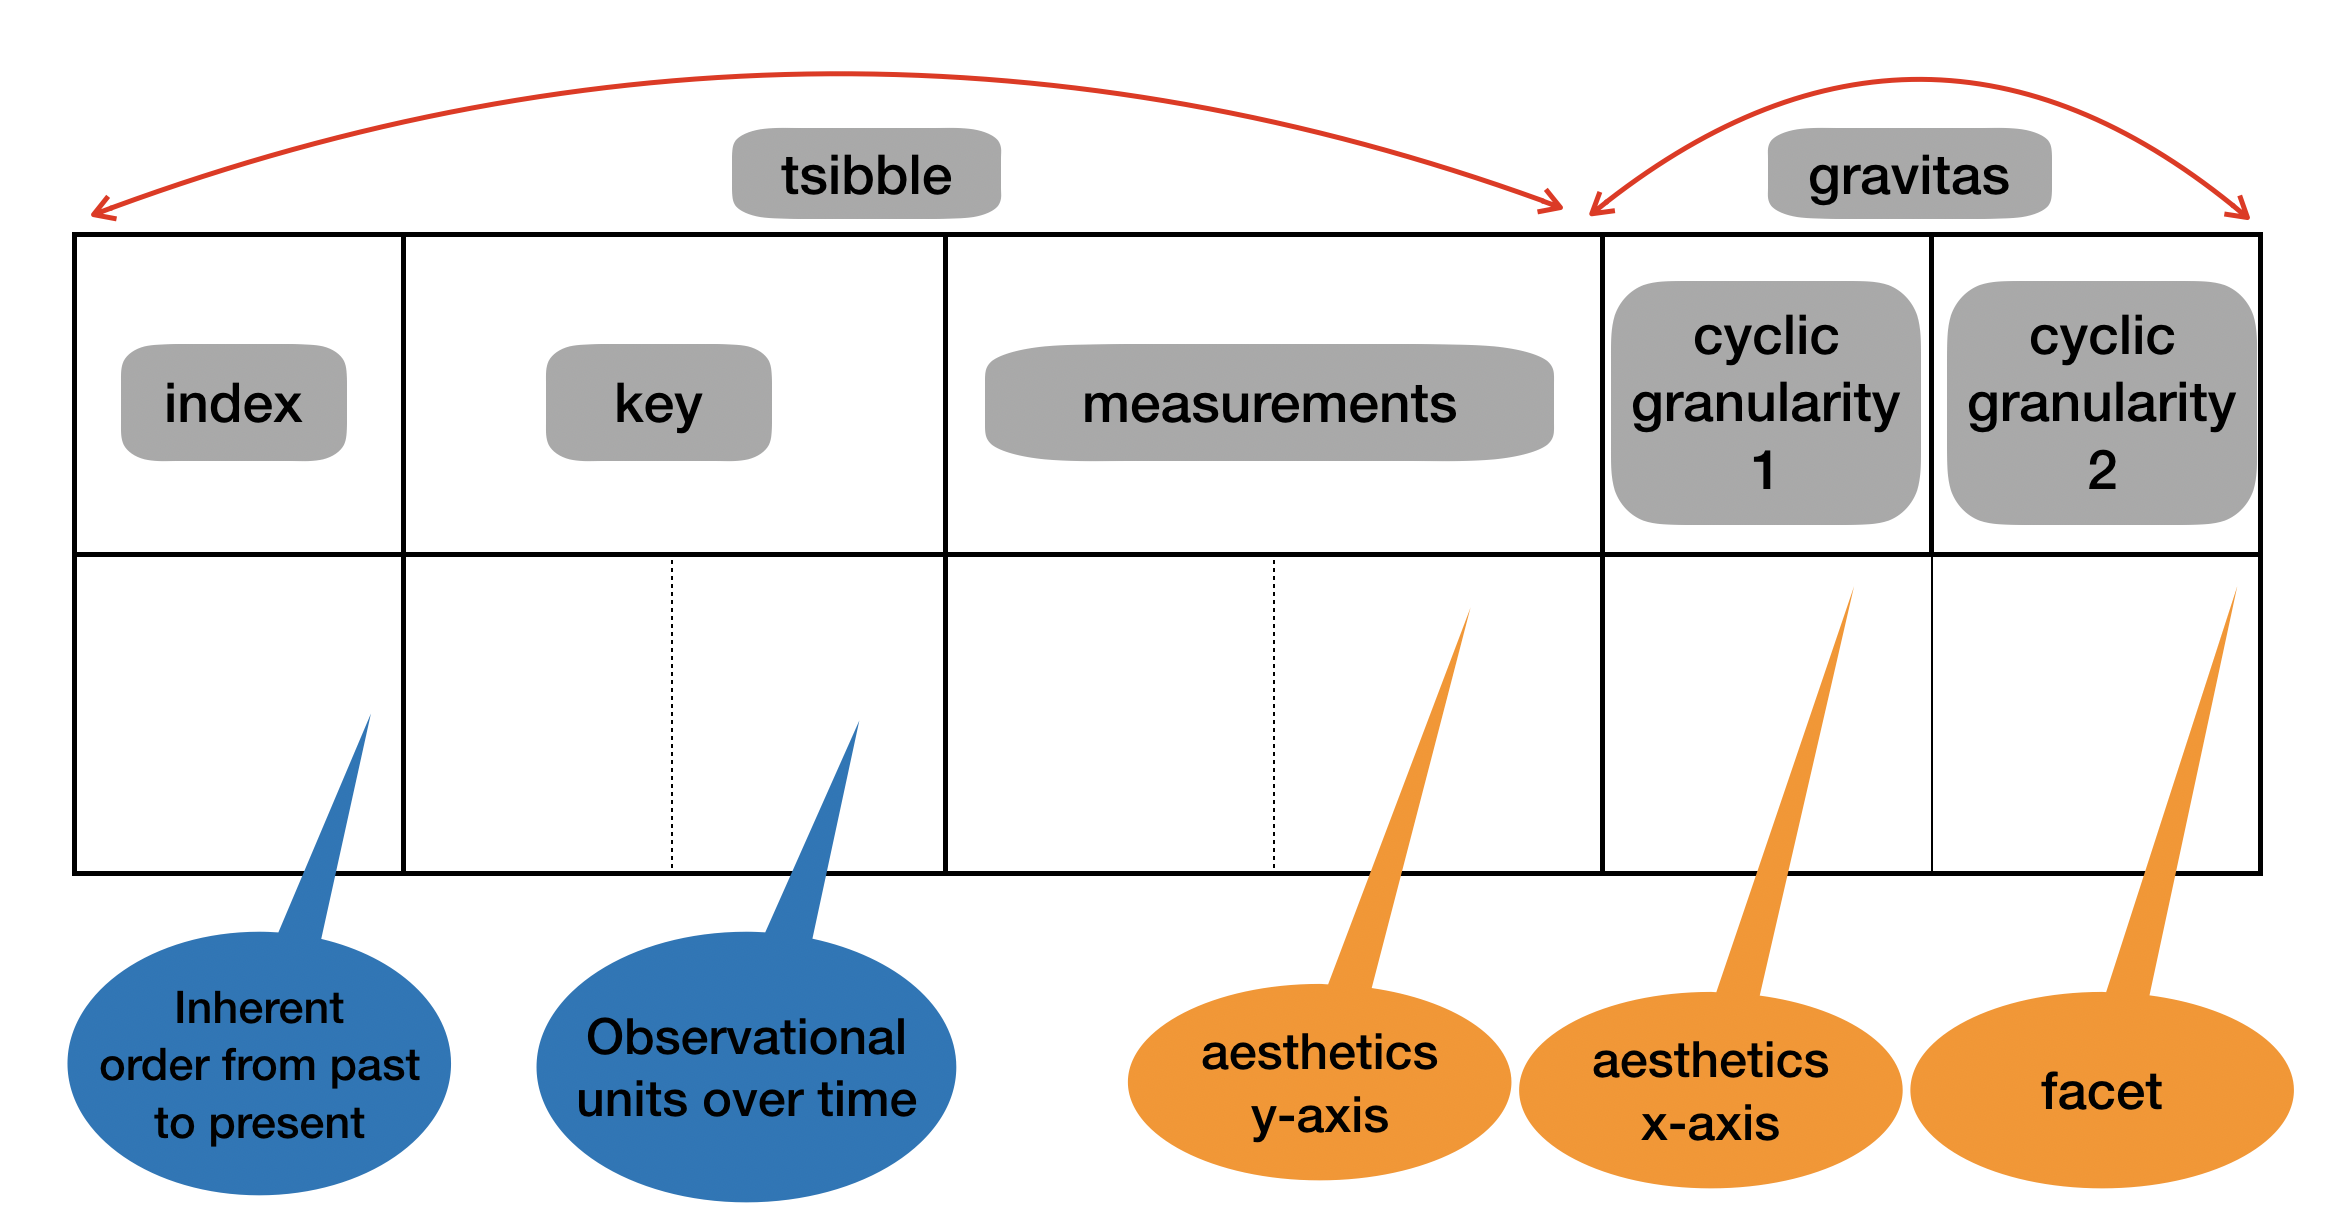 tsibble
gravitas
index
key
measurements
cyclic
granularity
1
cyclic
granularity
2
Inherent
order from past
to present
Observational
units over time
aesthetics
y-axis
aesthetics
x-axis
facet